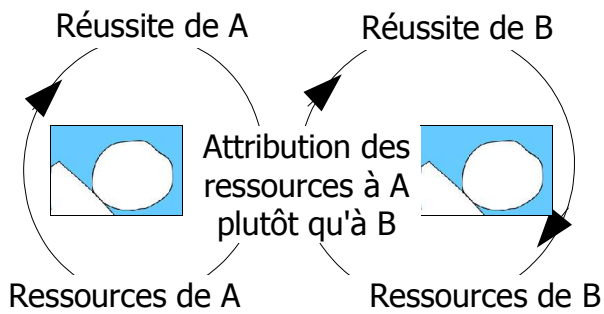 Réussite de A
Réussite de B
Attribution des
ressources à A
plutôt qu'à B
Ressources de A
Ressources de B